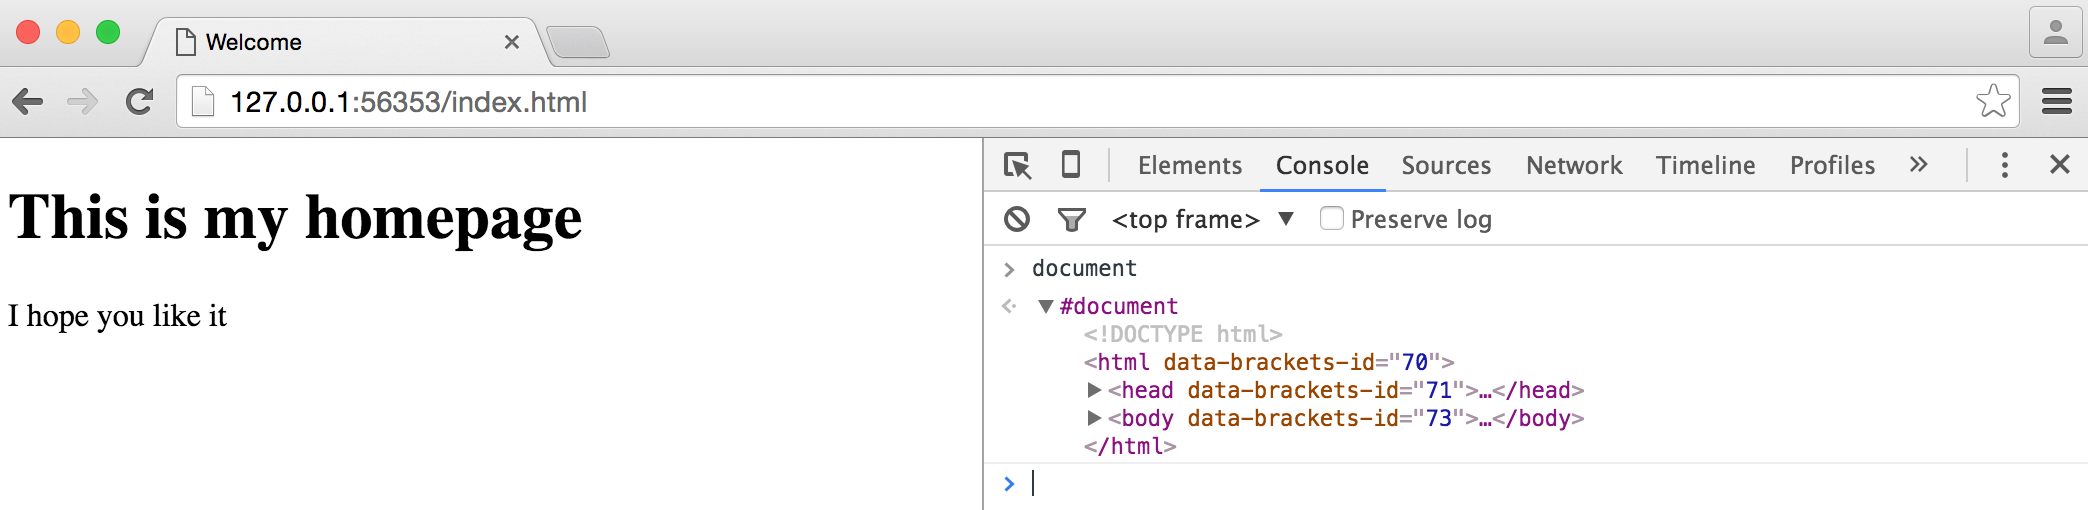 Welcome
127.0.0.1:56353/index.html
This is my homepage
I hope you like it
Elements Console Sources Network Timeline Profiles »
<top frame> ▼ Preserve log
> document
▼#document
<!DOCTYPE html>
<html data-brackets-id="70">
▶<head data-brackets-id="71">…</head>
▶<body data-brackets-id="73">…</body>
</html>
>